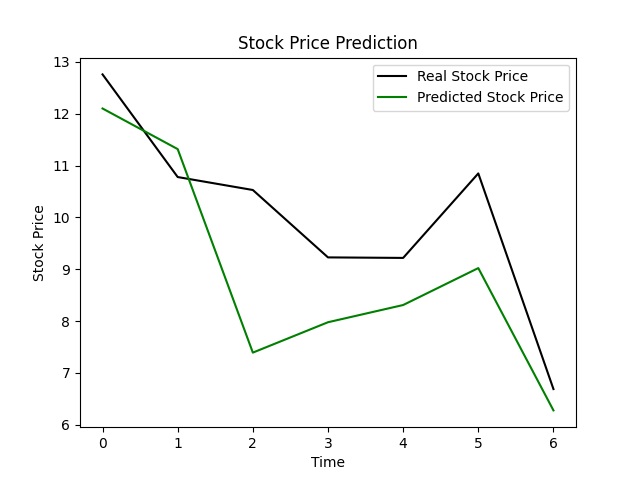 Stock Price Prediction
Real Stock Price
Predicted Stock Price
Stock Price
13
12
11
10
9
8
7
6
0 1 2 3 4 5 6
Time